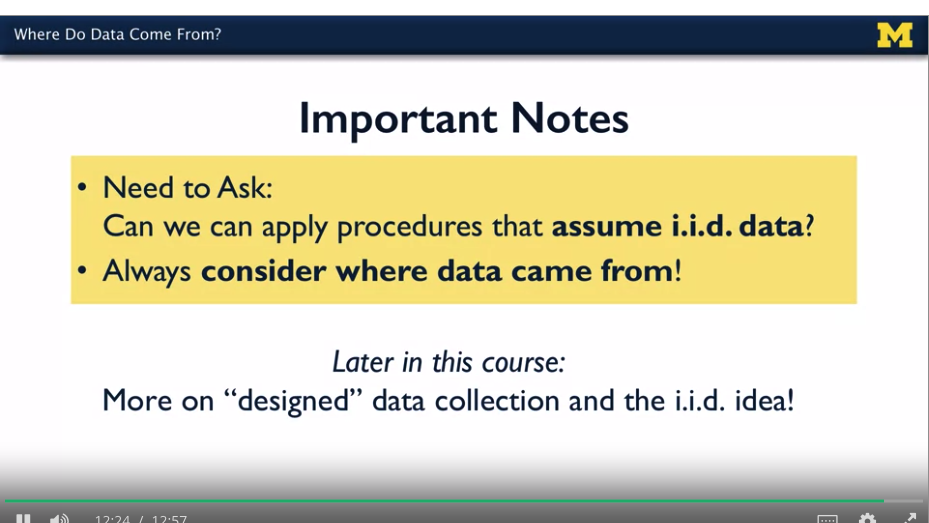 Where Do Data Come From?
M
Important Notes
• Need to Ask:
Can we can apply procedures that assume i.i.d. data?
• Always consider where data came from!
Later in this course:
More on “designed” data collection and the i.i.d. idea!
12:24 / 12:57